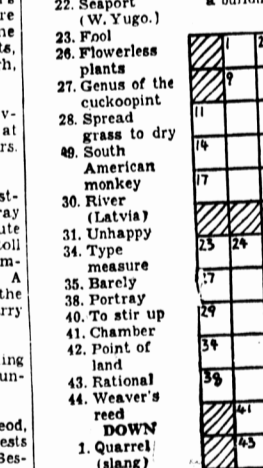 22. Seaport
(W. Yugo.)
23. Fool
26. Flowerless
plants
27. Genus of the
cuckoopint
28. Spread
grass to dry
49. South
American
monkey
30. River
(Latvia)
31. Unhappy
34. Type
measure
35. Barely
38. Portray
40. To stir up
41. Chamber
42. Point of
land
43. Rational
44. Weaver's
reed
DOWN
1. Quarrel
(slang)
1
2
9
11
14
17
23
24
29
34
38
41
43